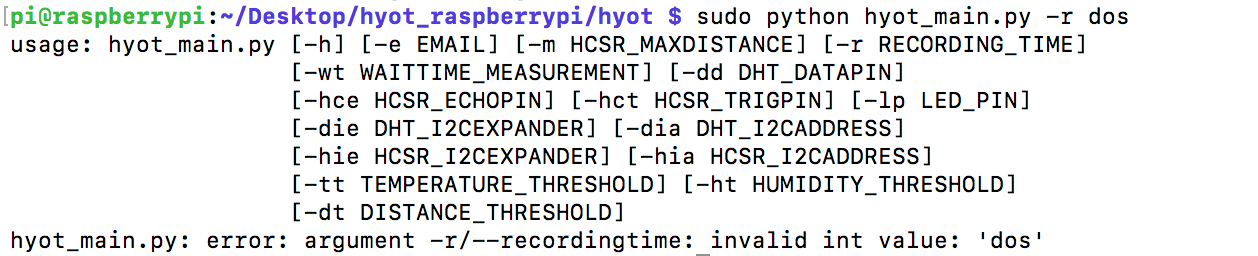 pi@raspberrypi:~/Desktop/hyot_raspberrypi/hyot $ sudo python hyot_main.py -r dos
usage: hyot_main.py [-h] [-e EMAIL] [-m HCSR_MAXDISTANCE] [-r RECORDING_TIME]
[-wt WAITTIME_MEASUREMENT] [-dd DHT_DATAPIN]
[-hce HCSR_ECHOPIN] [-hct HCSR_TRIGPIN] [-lp LED_PIN]
[-die DHT_I2CEXPANDER] [-dia DHT_I2CADDRESS]
[-hie HCSR_I2CEXPANDER] [-hia HCSR_I2CADDRESS]
[-tt TEMPERATURE_THRESHOLD] [-ht HUMIDITY_THRESHOLD]
[-dt DISTANCE_THRESHOLD]
hyot_main.py: error: argument -r/--recordingtime: invalid int value: 'dos'